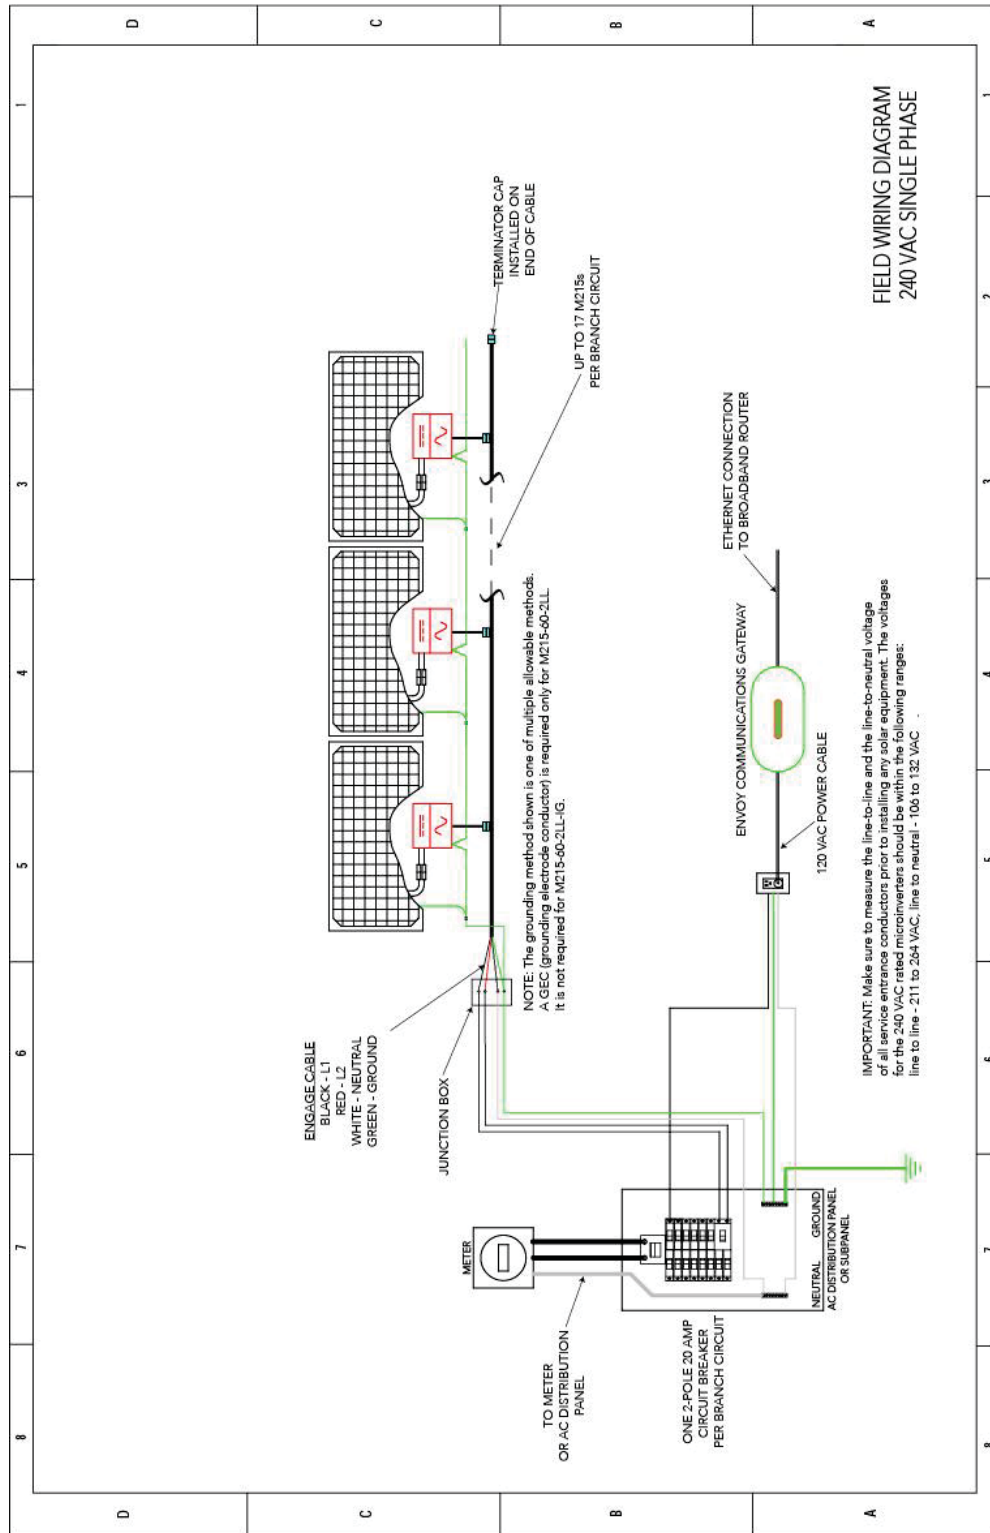 D
C
B
A
1
2
3
4
5
6
7
8
ENGAGE CABLE
BLACK - L1
RED - L2
WHITE - NEUTRAL
GREEN - GROUND
JUNCTION BOX
TERMINATOR CAP
INSTALLED ON
END OF CABLE
UP TO 17 M215s
PER BRANCH CIRCUIT
NOTE: The grounding method shown is one of multiple allowable methods.
A GEC (grounding electrode conductor) is required only for M215-60-2LL.
It is not required for M215-60-2LL-IG.
METER
TO METER
OR AC DISTRIBUTION
PANEL
ONE 2-POLE 20 AMP
CIRCUIT BREAKER
PER BRANCH CIRCUIT
NEUTRAL GROUND
AC DISTRIBUTION PANEL
OR SUBPANEL
ENVOY COMMUNICATIONS GATEWAY
ETHERNET CONNECTION
TO BROADBAND ROUTER
120 VAC POWER CABLE
IMPORTANT: Make sure to measure the line-to-line and the line-to-neutral voltage
of all service entrance conductors prior to installing any solar equipment. The voltages
for the 240 VAC rated microinverters should be within the following ranges:
line to line - 211 to 264 VAC, line to neutral - 106 to 132 VAC .
FIELD WIRING DIAGRAM
240 VAC SINGLE PHASE
D
C
B
A
1
2
3
4
5
6
7
8